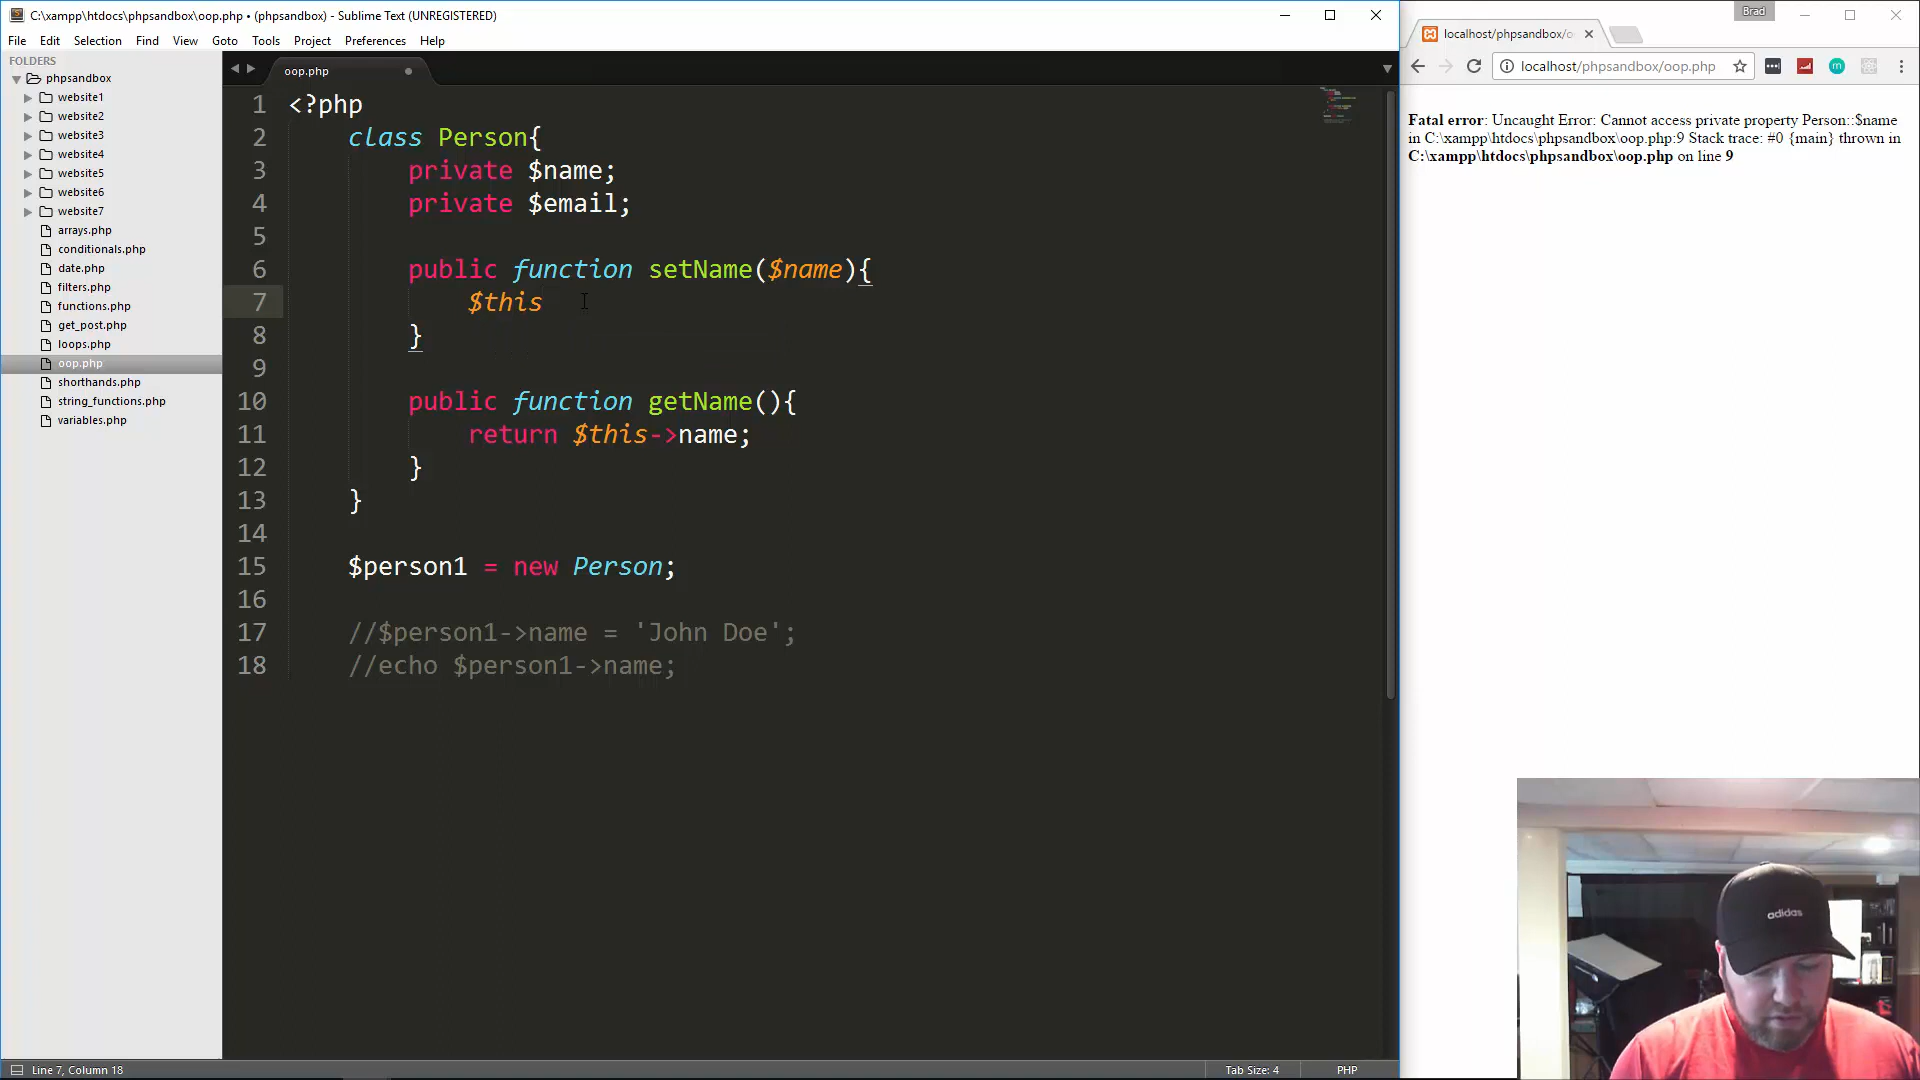 C:\xampp\htdocs\phpsandbox\oop.php • (phpsandbox) - Sublime Text (UNREGISTERED)
File Edit Selection Find View Goto Tools Project Preferences Help
FOLDERS
phpsandbox
website1
website2
website3
website4
website5
website6
website7
arrays.php
conditionals.php
date.php
filters.php
functions.php
get_post.php
loops.php
oop.php
shorthands.php
string_functions.php
variables.php
oop.php
1 <?php
2 class Person{
3 private $name;
4 private $email;
5
6 public function setName($name){
7 $this
8 }
9
10 public function getName(){
11 return $this->name;
12 }
13 }
14
15 $person1 = new Person;
16
17 //$person1->name = 'John Doe';
18 //echo $person1->name;
Line 7, Column 18
Tab Size: 4
PHP
Brad
localhost/phpsandbox/o
localhost/phpsandbox/oop.php
Fatal error: Uncaught Error: Cannot access private property Person::$name
in C:\xampp\htdocs\phpsandbox\oop.php:9 Stack trace: #0 {main} thrown in
C:\xampp\htdocs\phpsandbox\oop.php on line 9
adidas